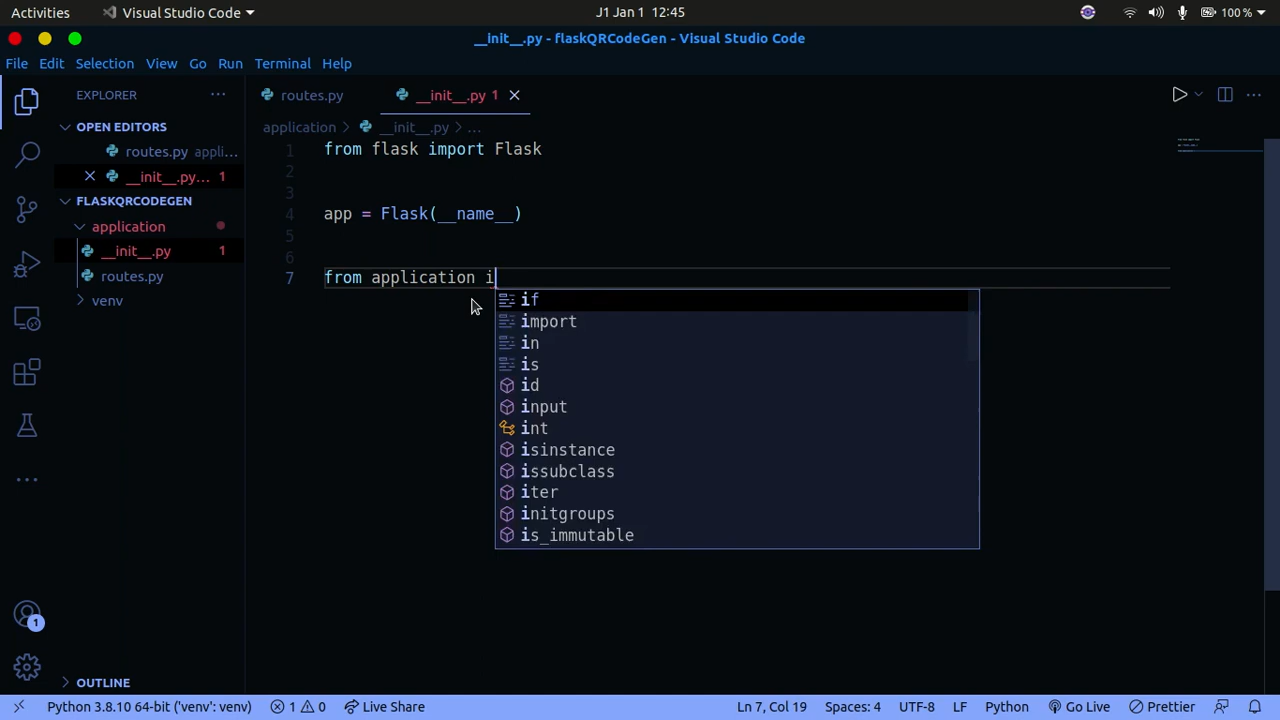 Activities
Visual Studio Code
J1 Jan 1 12:45
100 %
__init__.py - flaskQRCodeGen - Visual Studio Code
File Edit Selection View Go Run Terminal Help
EXPLORER
routes.py
__init__.py 1
OPEN EDITORS
application
__init__.py
...
routes.py appli...
__init__.py... 1
FLASKQRCODEGEN
application
__init__.py 1
routes.py
venv
1 from flask import Flask
2
3
4 app = Flask(__name__)
5
6
7 from application i
if
import
in
is
id
input
int
isinstance
issubclass
iter
initgroups
is_immutable
1
OUTLINE
Python 3.8.10 64-bit ('venv': venv)
1
0
Live Share
Ln 7, Col 19
Spaces: 4
UTF-8
LF
Python
Go Live
Prettier